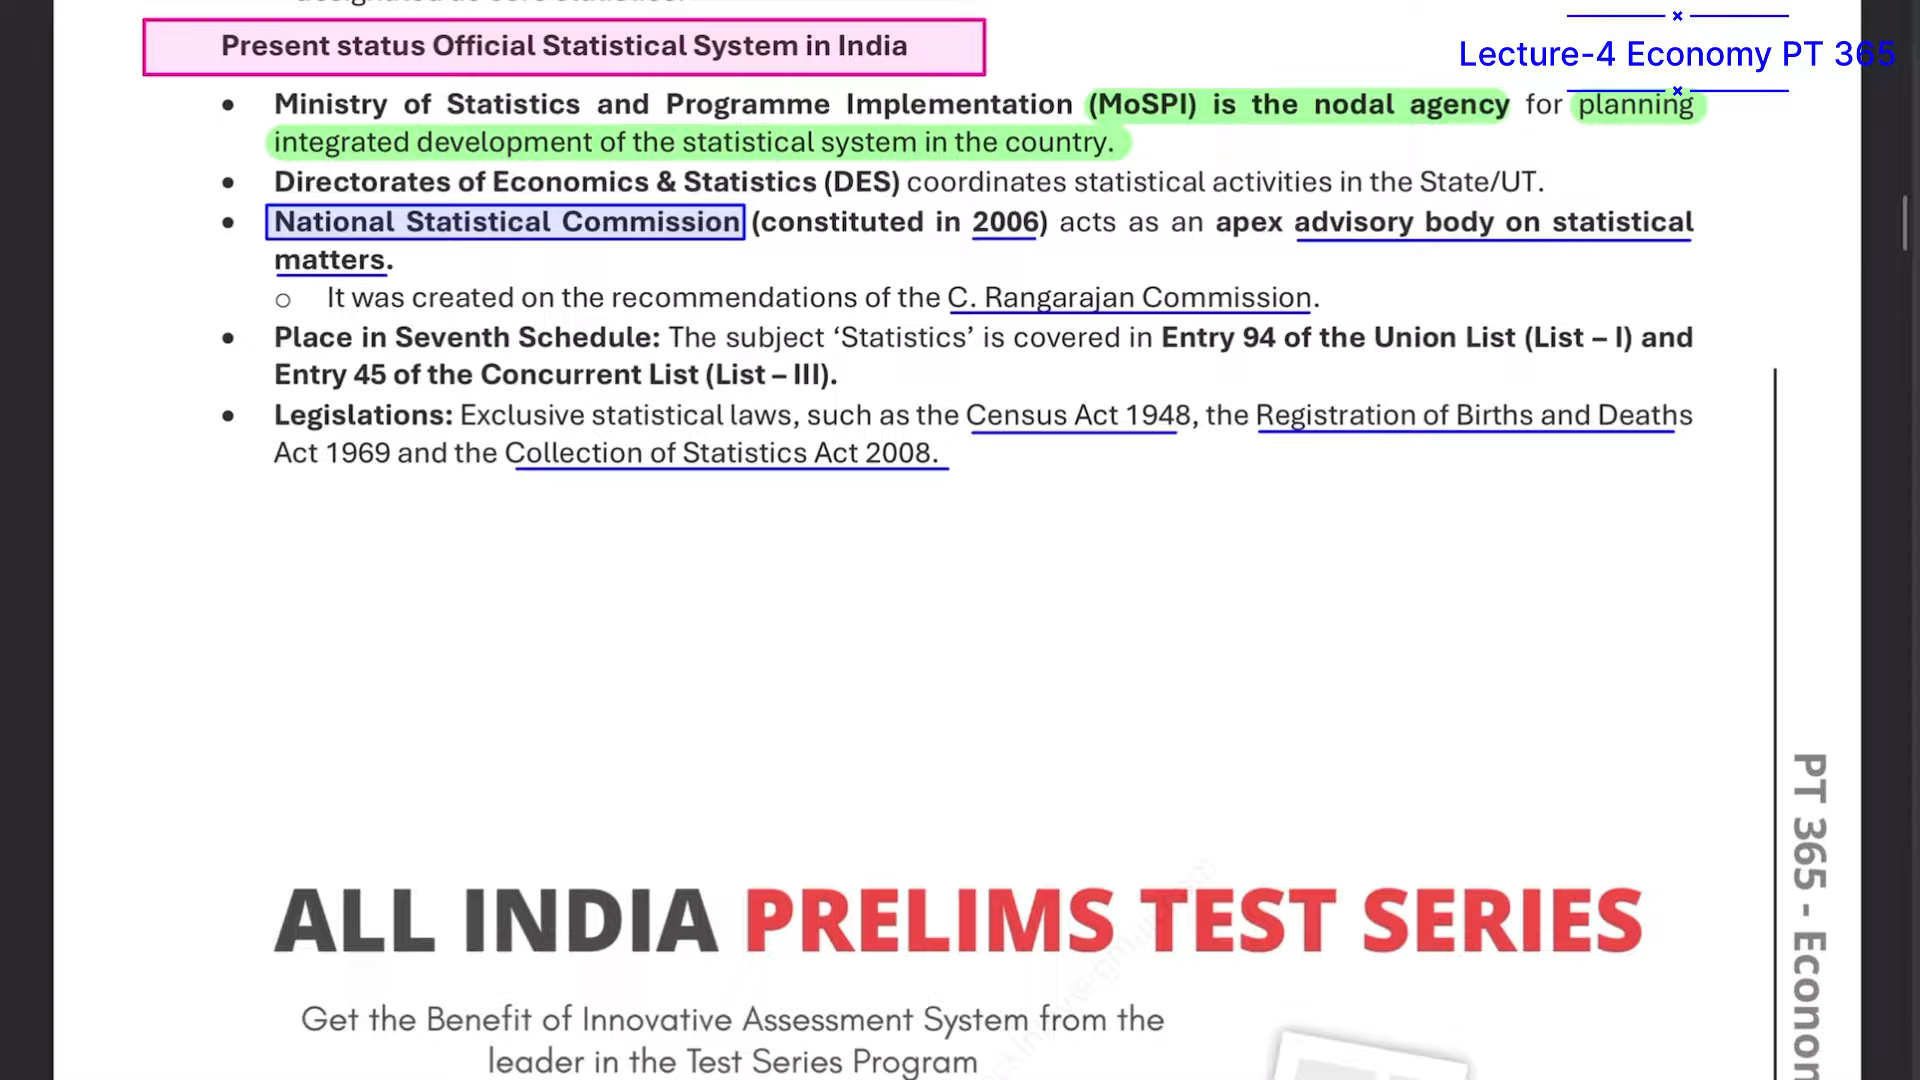 Present status Official Statistical System in India
Lecture-4 Economy PT 365
• Ministry of Statistics and Programme Implementation (MoSPI) is the nodal agency for planning
integrated development of the statistical system in the country.
• Directorates of Economics & Statistics (DES) coordinates statistical activities in the State/UT.
• National Statistical Commission (constituted in 2006) acts as an apex advisory body on statistical
matters.
○ It was created on the recommendations of the C. Rangarajan Commission.
• Place in Seventh Schedule: The subject ‘Statistics’ is covered in Entry 94 of the Union List (List – I) and
Entry 45 of the Concurrent List (List – III).
• Legislations: Exclusive statistical laws, such as the Census Act 1948, the Registration of Births and Deaths
Act 1969 and the Collection of Statistics Act 2008.
PT 365 - Econom
ALL INDIA PRELIMS TEST SERIES
Get the Benefit of Innovative Assessment System from the
leader in the Test Series Program